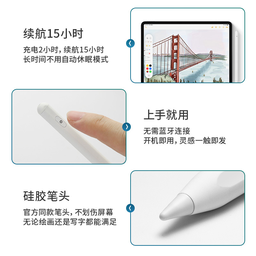 续航15小时
充电2小时，续航15小时
长时间不用自动休眠模式
上手就用
无需蓝牙连接
开机即用，灵感一触即发
硅胶笔头
官方同款笔头，不划伤屏幕
无论绘画还是写字都能满足